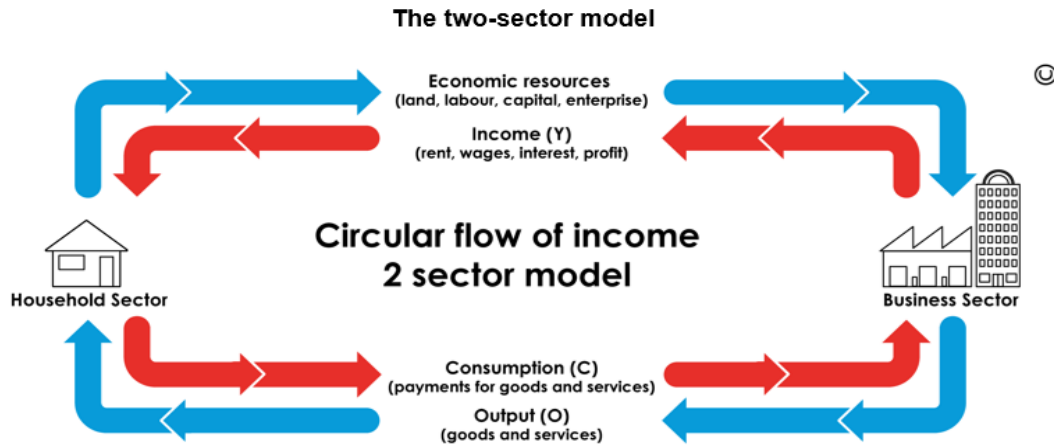 The two-sector model
Economic resources
(land, labour, capital, enterprise)
Income (Y)
(rent, wages, interest, profit)
Circular flow of income
2 sector model
Household Sector
Business Sector
Consumption (C)
(payments for goods and services)
Output (O)
(goods and services)